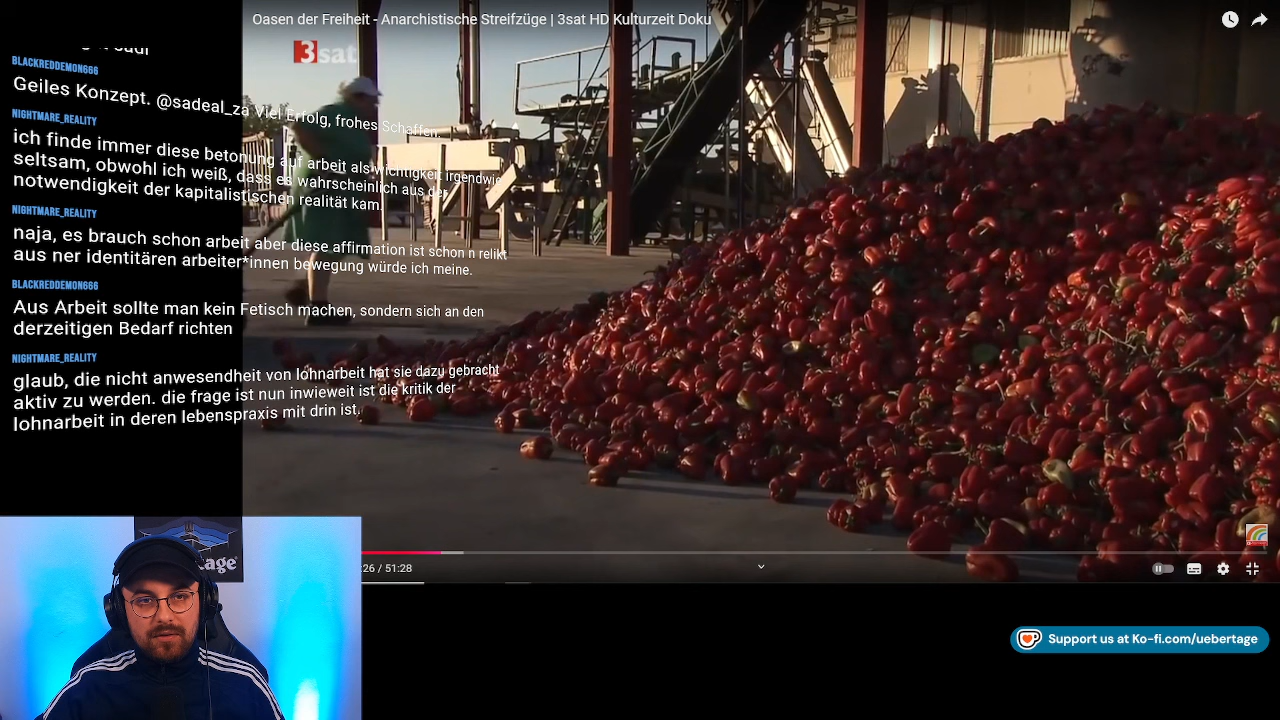 Oasen der Freiheit - Anarchistische Streifzüge | 3sat HD Kulturzeit Doku
3sat
BLACKREDDEMON666
Geiles Konzept. @sadeal_za Viel Erfolg, frohes Schaffen.
NIGHTMARE_REALITY
ich finde immer diese betonung auf arbeit als wichtigkeit irgendwie
seltsam, obwohl ich weiß, dass es wahrscheinlich aus der
notwendigkeit der kapitalistischen realität kam.
NIGHTMARE_REALITY
naja, es brauch schon arbeit aber diese affirmation ist schon n relikt
aus ner identitären arbeiter*innen bewegung würde ich meine.
BLACKREDDEMON666
Aus Arbeit sollte man kein Fetisch machen, sondern sich an den
derzeitigen Bedarf richten
NIGHTMARE_REALITY
glaub, die nicht anwesendheit von lohnarbeit hat sie dazu gebracht
aktiv zu werden. die frage ist nun inwieweit ist die kritik der
lohnarbeit in deren lebenspraxis mit drin ist.
:26 / 51:28
Support us at Ko-fi.com/uebertage